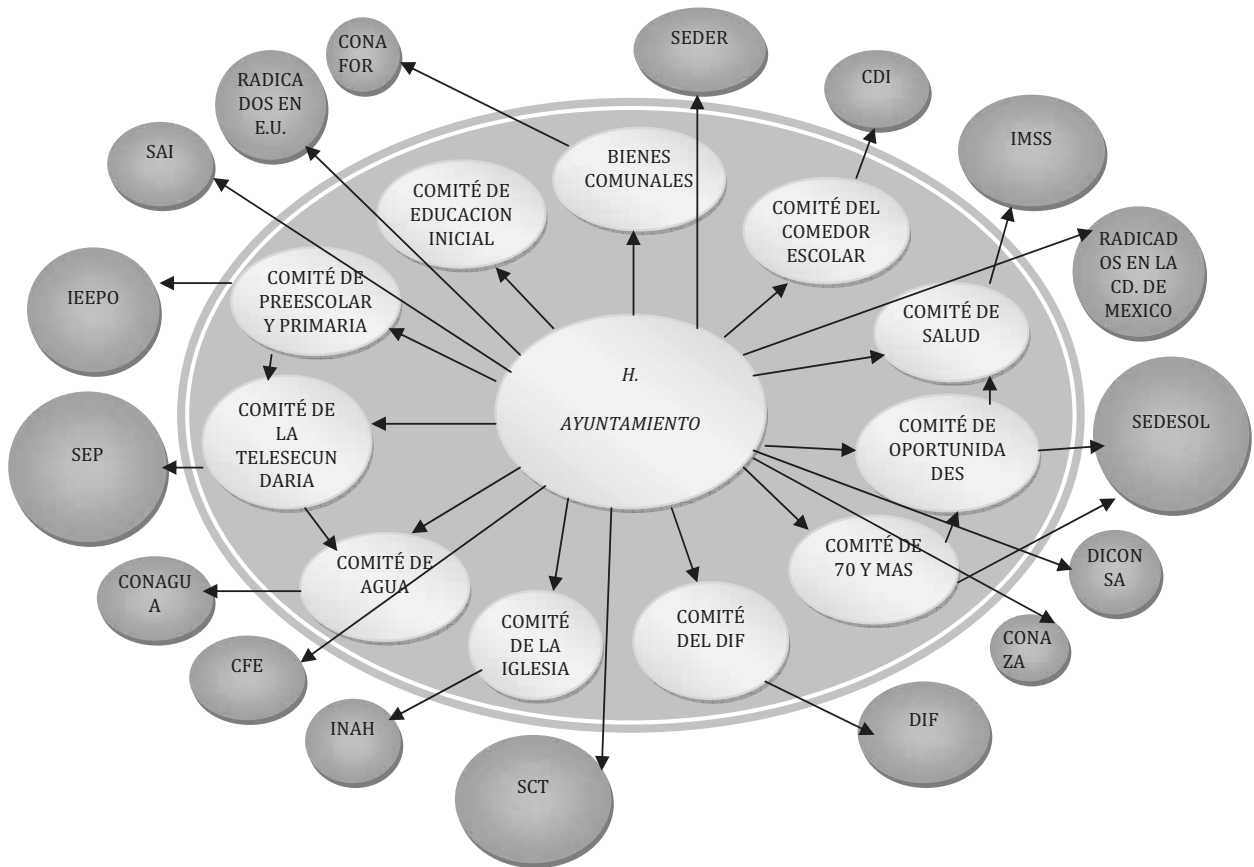 CONA
FOR
SEDER
CDI
RADICA
DOS EN
E.U.
IMSS
SAI
BIENES
COMUNALES
COMITÉ DE
EDUCACION
INICIAL
COMITÉ DEL
COMEDOR
ESCOLAR
RADICAD
OS EN LA
CD. DE
MEXICO
IEEPO
COMITÉ DE
PREESCOLAR
Y PRIMARIA
COMITÉ DE
SALUD
H.
AYUNTAMIENTO
SEP
COMITÉ DE
LA
TELESECUN
DARIA
COMITÉ DE
OPORTUNIDA
DES
SEDESOL
CONAGU
A
COMITÉ DE
AGUA
COMITÉ DE
70 Y MAS
DICON
SA
CFE
COMITÉ
DE LA
IGLESIA
COMITÉ
DEL DIF
CONA
ZA
INAH
SCT
DIF